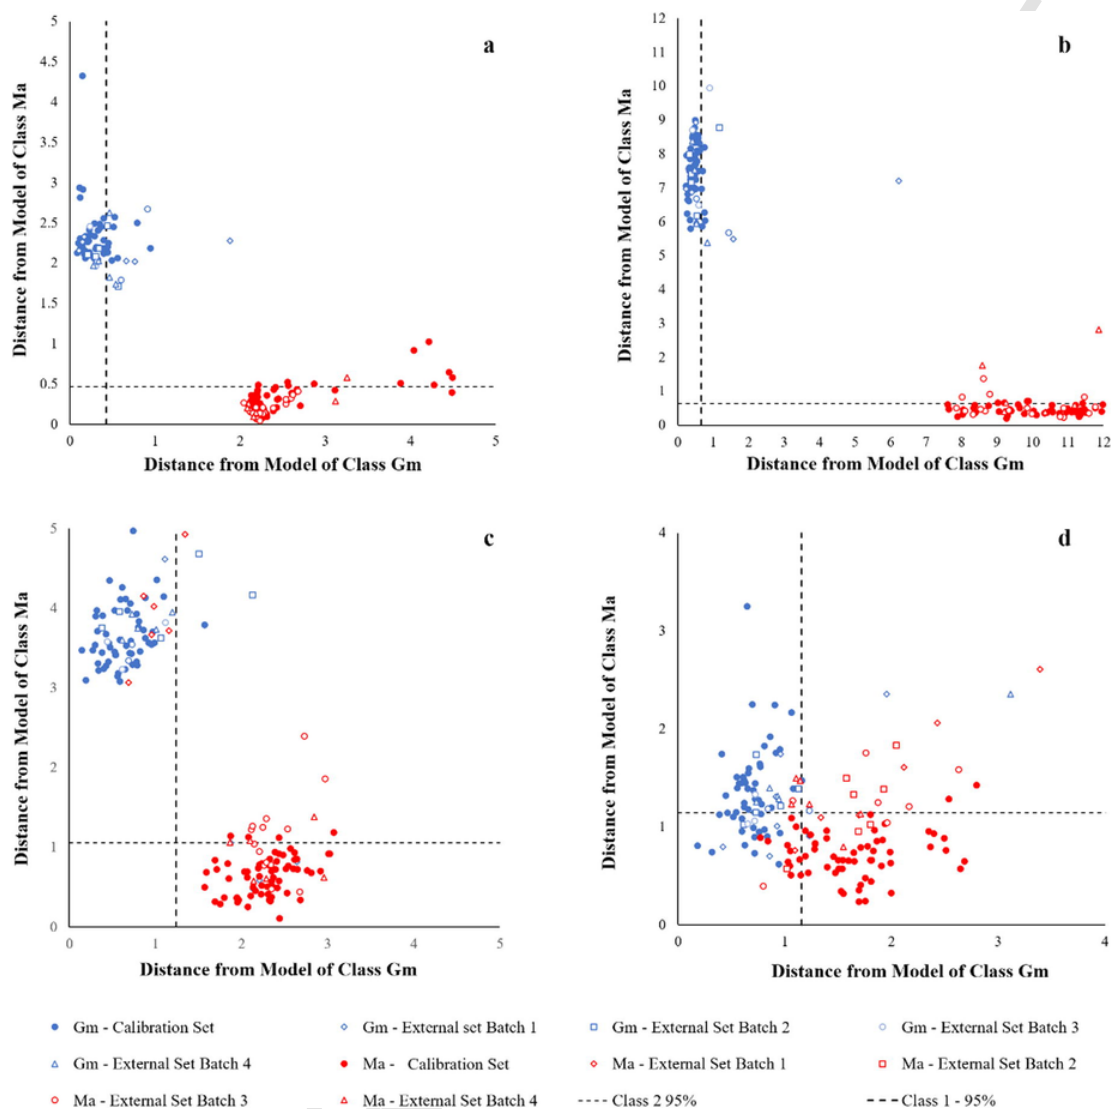 a
5
4.5
4
3.5
3
2.5
2
1.5
1
0.5
0
Distance from Model of Class Ma
0 1 2 3 4 5
Distance from Model of Class Gm
b
12
11
10
9
8
7
6
5
4
3
2
1
0
Distance from Model of Class Ma
0 1 2 3 4 5 6 7 8 9 10 11 12
Distance from Model of Class Gm
c
5
4
3
2
1
0
Distance from Model of Class Ma
0 1 2 3 4 5
Distance from Model of Class Gm
d
4
3
2
1
0
Distance from Model of Class Ma
0 1 2 3 4
Distance from Model of Class Gm
Gm - Calibration Set Gm - External set Batch 1 Gm - External Set Batch 2 Gm - External Set Batch 3
Gm - External Set Batch 4 Ma - Calibration Set Ma - External Set Batch 1 Ma - External Set Batch 2
Ma - External Set Batch 3 Ma - External Set Batch 4 Class 2 95% Class 1 - 95%